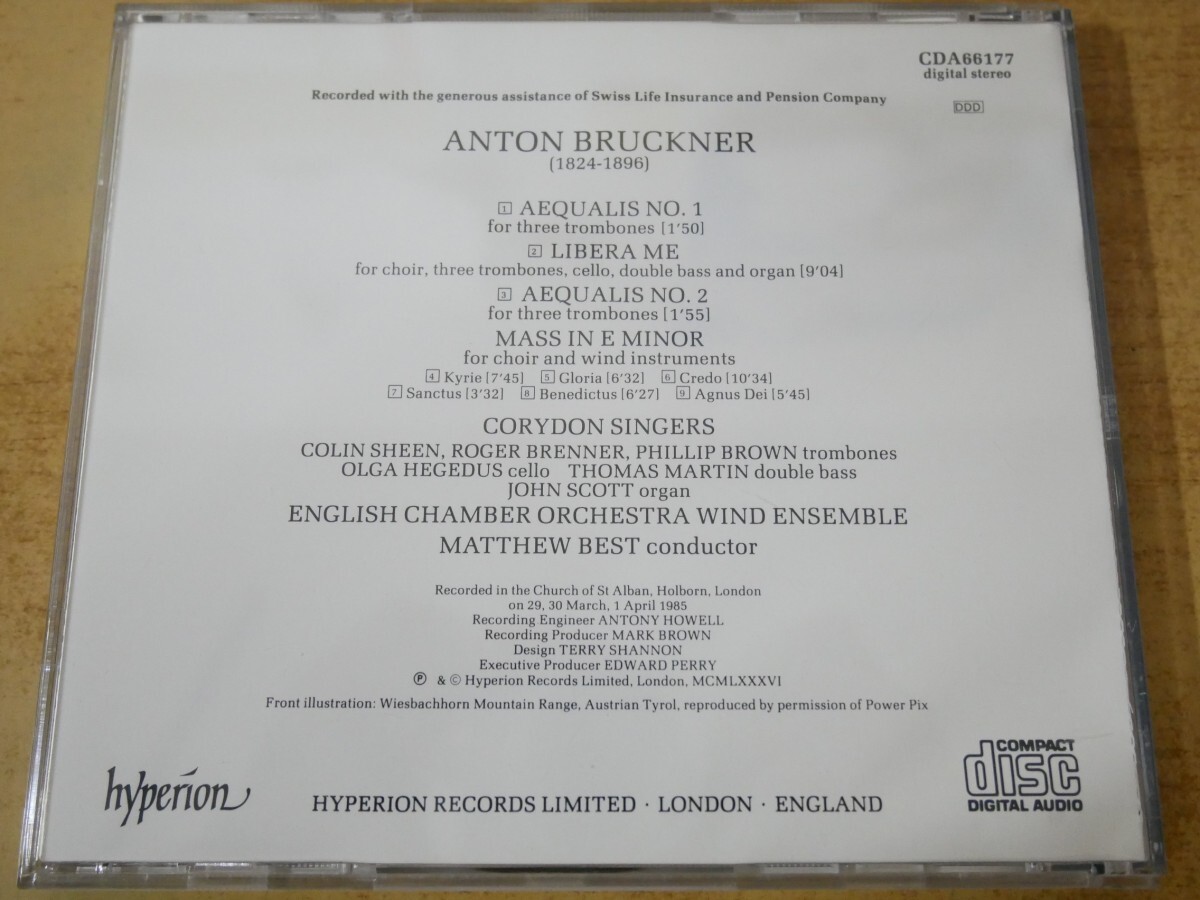 CDA66177
digital stereo
Recorded with the generous assistance of Swiss Life Insurance and Pension Company
DDD
ANTON BRUCKNER
(1824-1896)
1 AEQUALIS NO. 1
for three trombones [1'50]
2 LIBERA ME
for choir, three trombones, cello, double bass and organ [9'04]
3 AEQUALIS NO. 2
for three trombones [1'55]
MASS IN E MINOR
for choir and wind instruments
4 Kyrie [7'45] 5 Gloria [6'32] 6 Credo [10'34]
7 Sanctus [3'32] 8 Benedictus [6'27] 9 Agnus Dei [5'45]
CORYDON SINGERS
COLIN SHEEN, ROGER BRENNER, PHILLIP BROWN trombones
OLGA HEGEDUS cello THOMAS MARTIN double bass
JOHN SCOTT organ
ENGLISH CHAMBER ORCHESTRA WIND ENSEMBLE
MATTHEW BEST conductor
Recorded in the Church of St Alban, Holborn, London
on 29, 30 March, 1 April 1985
Recording Engineer ANTONY HOWELL
Recording Producer MARK BROWN
Design TERRY SHANNON
Executive Producer EDWARD PERRY
℗ & © Hyperion Records Limited, London, MCMLXXXVI
Front illustration: Wiesbachhorn Mountain Range, Austrian Tyrol, reproduced by permission of Power Pix
hyperion
HYPERION RECORDS LIMITED · LONDON · ENGLAND
COMPACT
disc
DIGITAL AUDIO